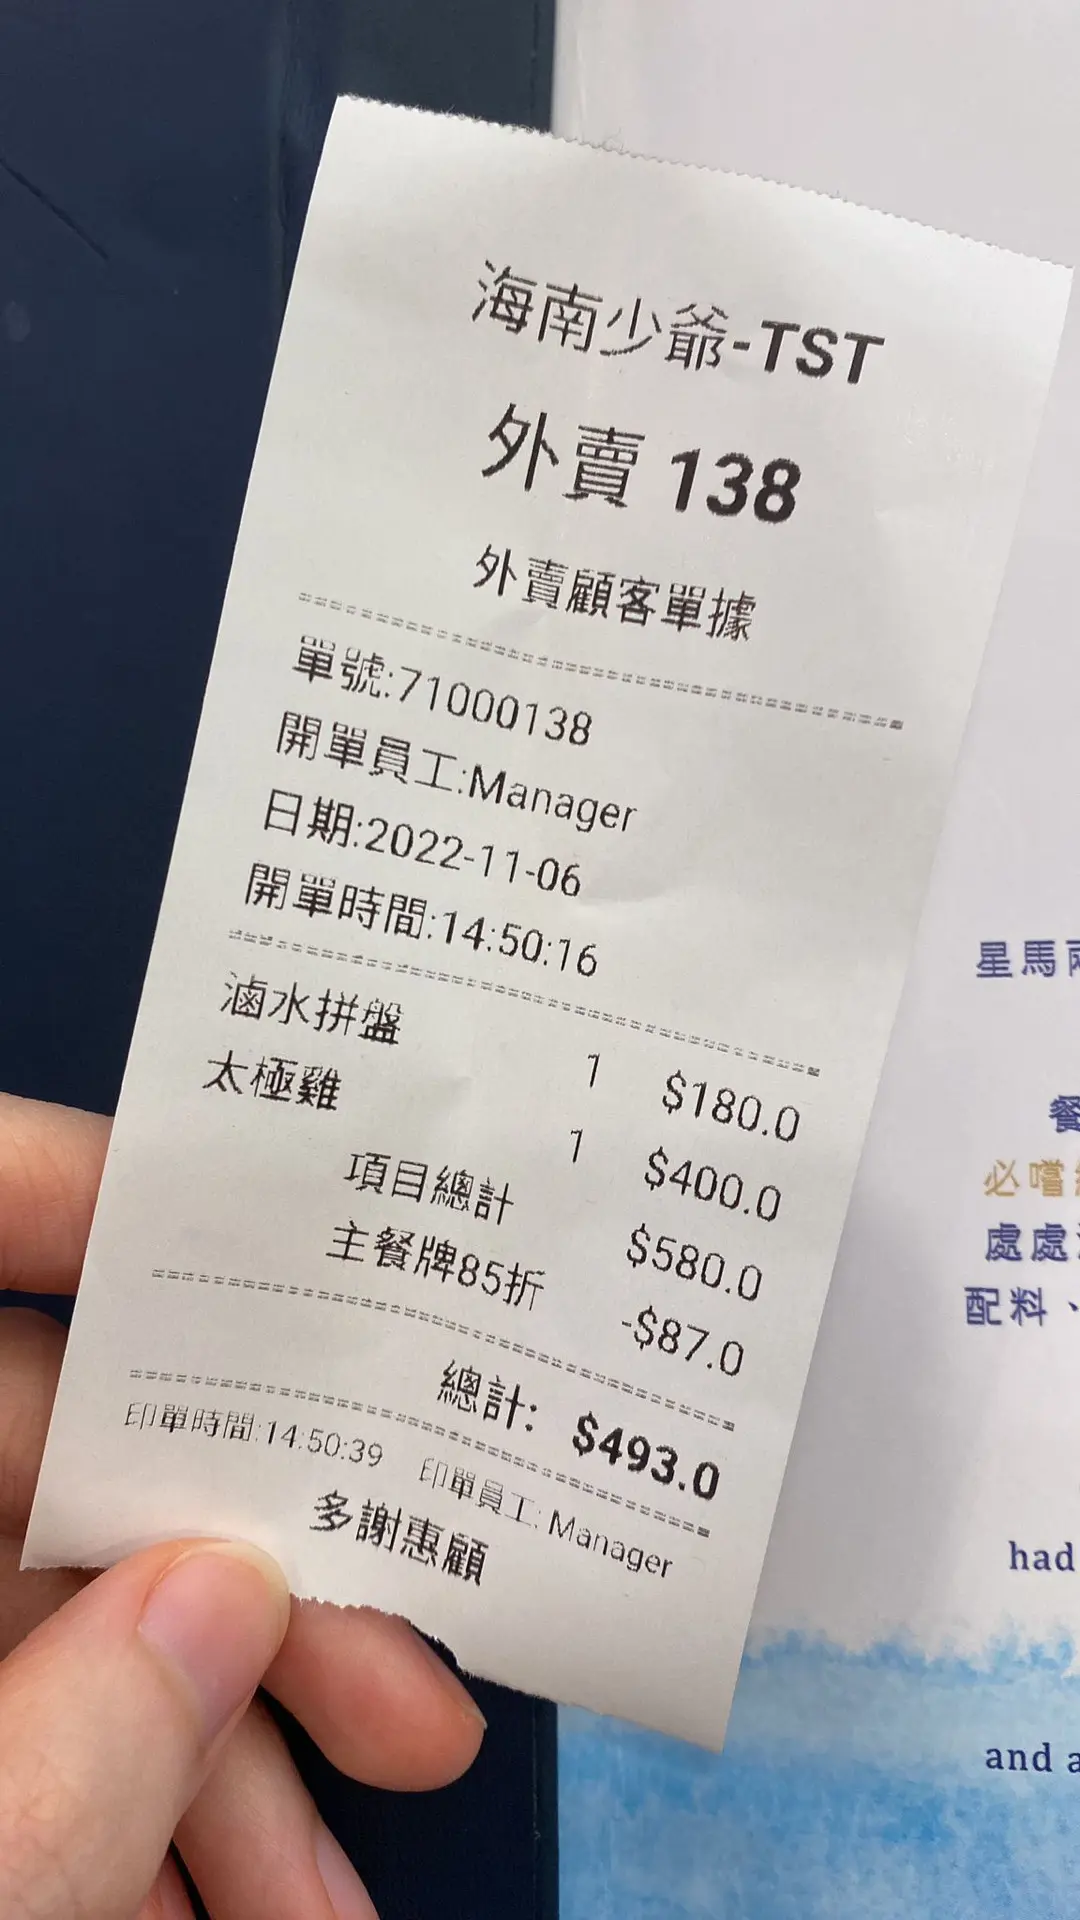 海南少爺-TST
外賣 138
外賣顧客單據
單號:71000138
開單員工:Manager
日期:2022-11-06
開單時間:14:50:16
滷水拼盤 1 $180.0
太極雞 1 $400.0
項目總計 $580.0
主餐牌85折 -$87.0
總計: $493.0
印單時間:14:50:39 印單員工: Manager
多謝惠顧
星馬
餐
必嚐
處處
配料、
had
and a